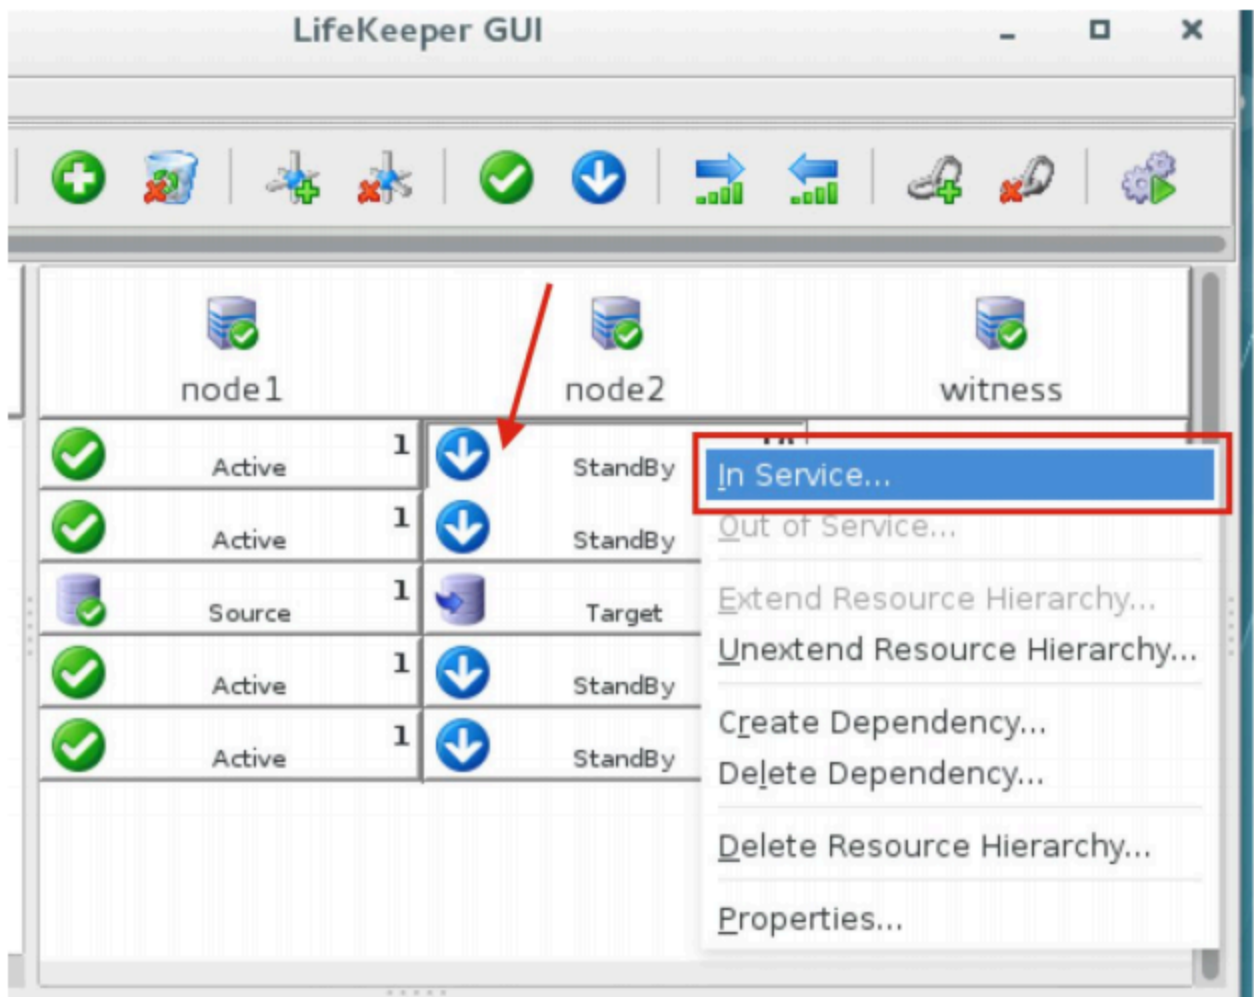 LifeKeeper GUI
node1 node2 witness
Active 1 StandBy
In Service...
Active 1 StandBy
Out of Service...
Source 1 Target
Extend Resource Hierarchy...
Unextend Resource Hierarchy...
Active 1 StandBy
Create Dependency...
Active 1 StandBy
Delete Dependency...
Delete Resource Hierarchy...
Properties...